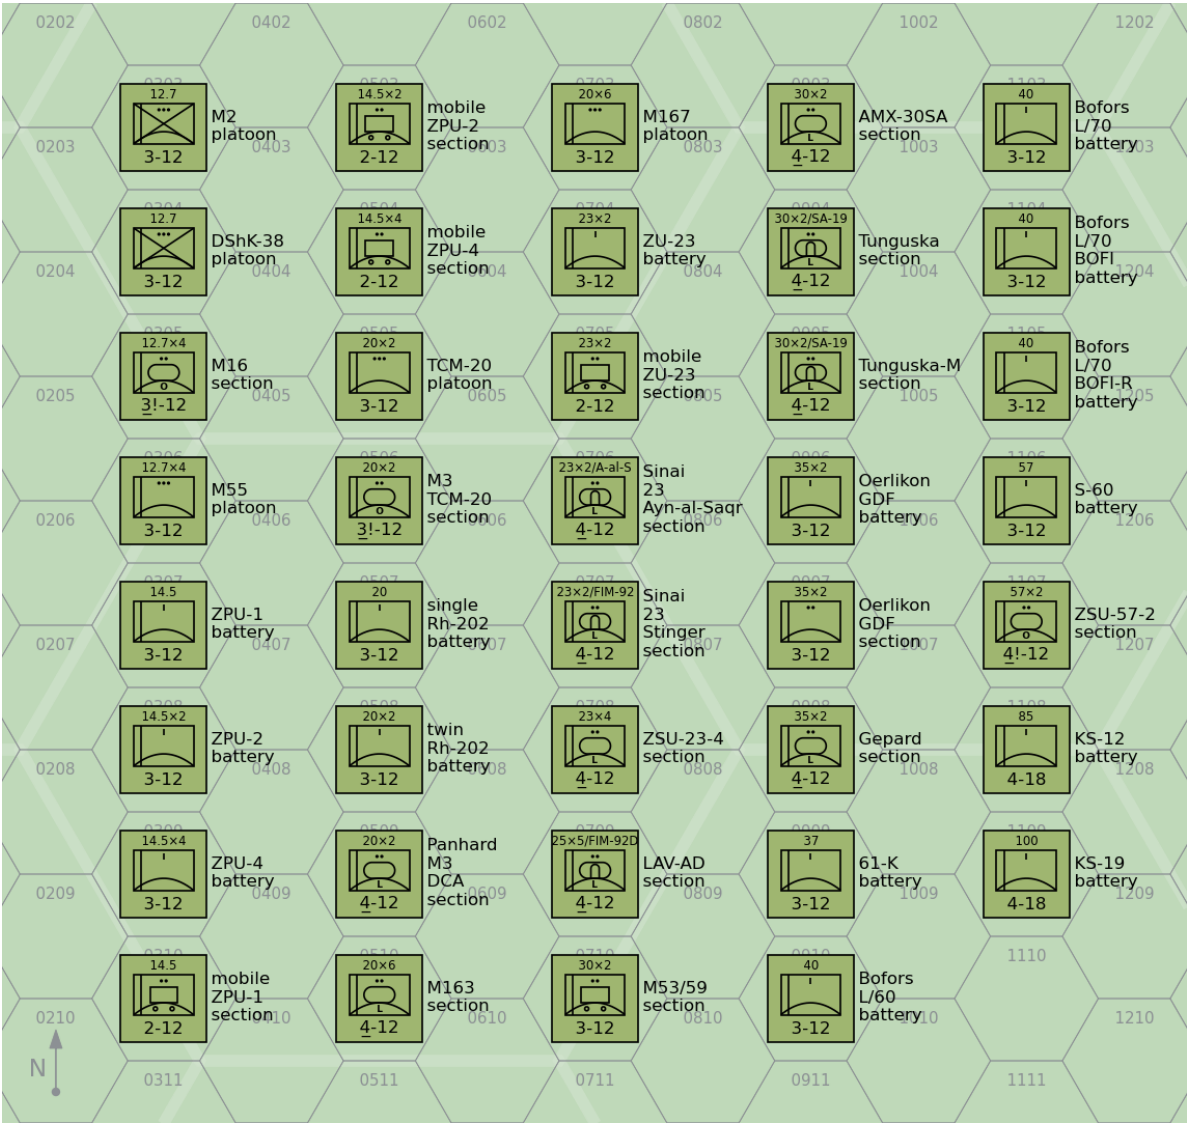 0202
0402
0602
0802
1002
1202
12.7
3-12
M2
platoon
14.5×2
2-12
mobile
ZPU-2
section
20×6
3-12
M167
platoon
30×2
L
4-12
AMX-30SA
section
40
3-12
Bofors
L/70
battery
0203
0403
0603
0803
1003
1203
12.7
3-12
DShK-38
platoon
14.5×4
2-12
mobile
ZPU-4
section
23×2
3-12
ZU-23
battery
30×2/SA-19
L
4-12
Tunguska
section
40
3-12
Bofors
L/70
BOFI
battery
0204
0404
0604
0804
1004
1204
12.7×4
O
3!-12
M16
section
20×2
3-12
TCM-20
platoon
23×2
2-12
mobile
ZU-23
section
30×2/SA-19
L
4-12
Tunguska-M
section
40
3-12
Bofors
L/70
BOFI-R
battery
0205
0405
0605
0805
1005
1205
12.7×4
3-12
M55
platoon
20×2
O
3!-12
M3
TCM-20
section
23×2/A-al-S
L
4-12
Sinai
23
Ayn-al-Saqr
section
35×2
3-12
Oerlikon
GDF
battery
57
3-12
S-60
battery
0206
0406
0606
0806
1006
1206
14.5
3-12
ZPU-1
battery
20
3-12
single
Rh-202
battery
23×2/FIM-92
L
4-12
Sinai
23
Stinger
section
35×2
3-12
Oerlikon
GDF
section
57×2
O
4!-12
ZSU-57-2
section
0207
0407
0607
0807
1007
1207
14.5×2
3-12
ZPU-2
battery
20×2
3-12
twin
Rh-202
battery
23×4
L
4-12
ZSU-23-4
section
35×2
L
4-12
Gepard
section
85
4-18
KS-12
battery
0208
0408
0608
0808
1008
1208
14.5×4
3-12
ZPU-4
battery
20×2
L
4-12
Panhard
M3
DCA
section
25×5/FIM-92D
L
4-12
LAV-AD
section
37
3-12
61-K
battery
100
4-18
KS-19
battery
0209
0409
0609
0809
1009
1209
14.5
2-12
mobile
ZPU-1
section
20×6
L
4-12
M163
section
30×2
3-12
M53/59
section
40
3-12
Bofors
L/60
battery
1110
0210
0410
0610
0810
1010
1210
N
0311
0511
0711
0911
1111